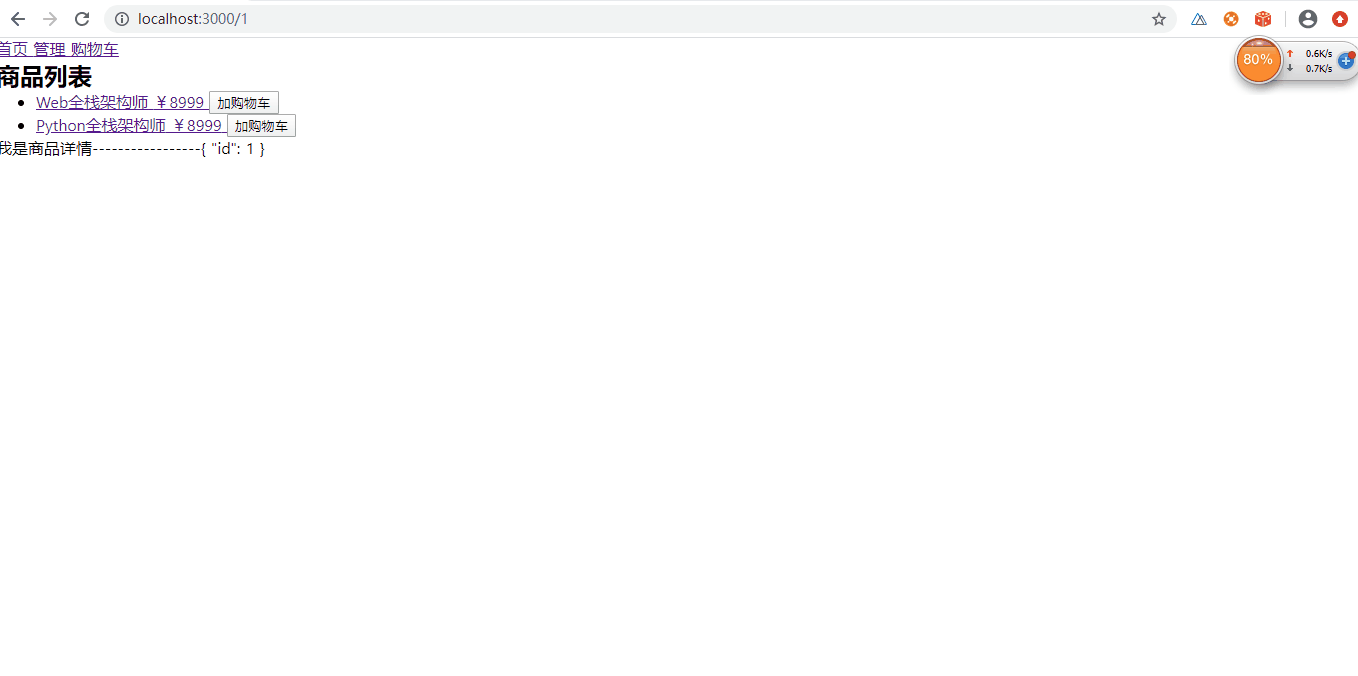 localhost:3000/1
首页 管理 购物车
80%
0.6K/s
0.7K/s
商品列表
Web全栈架构师 ¥8999 加购物车
Python全栈架构师 ¥8999 加购物车
我是商品详情-----------------{ "id": 1 }